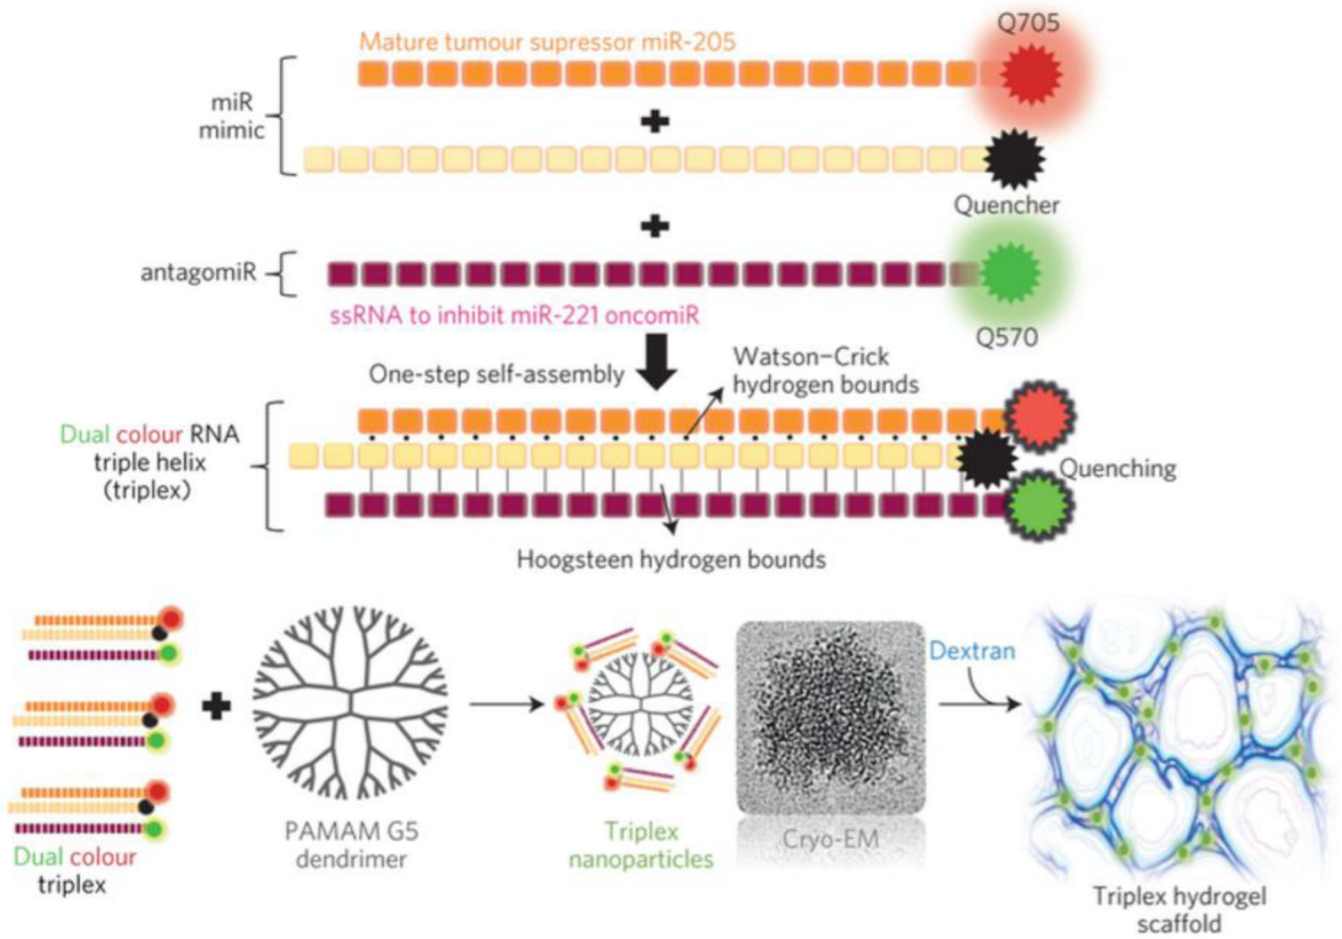 Q705
Mature tumour supressor miR-205
miR
mimic
Quencher
antagomiR
ssRNA to inhibit miR-221 oncomiR
Q570
One-step self-assembly
Watson–Crick
hydrogen bounds
Dual colour RNA
triple helix
(triplex)
Quenching
Hoogsteen hydrogen bounds
Dual colour
triplex
PAMAM G5
dendrimer
Triplex
nanoparticles
Cryo-EM
Dextran
Triplex hydrogel
scaffold